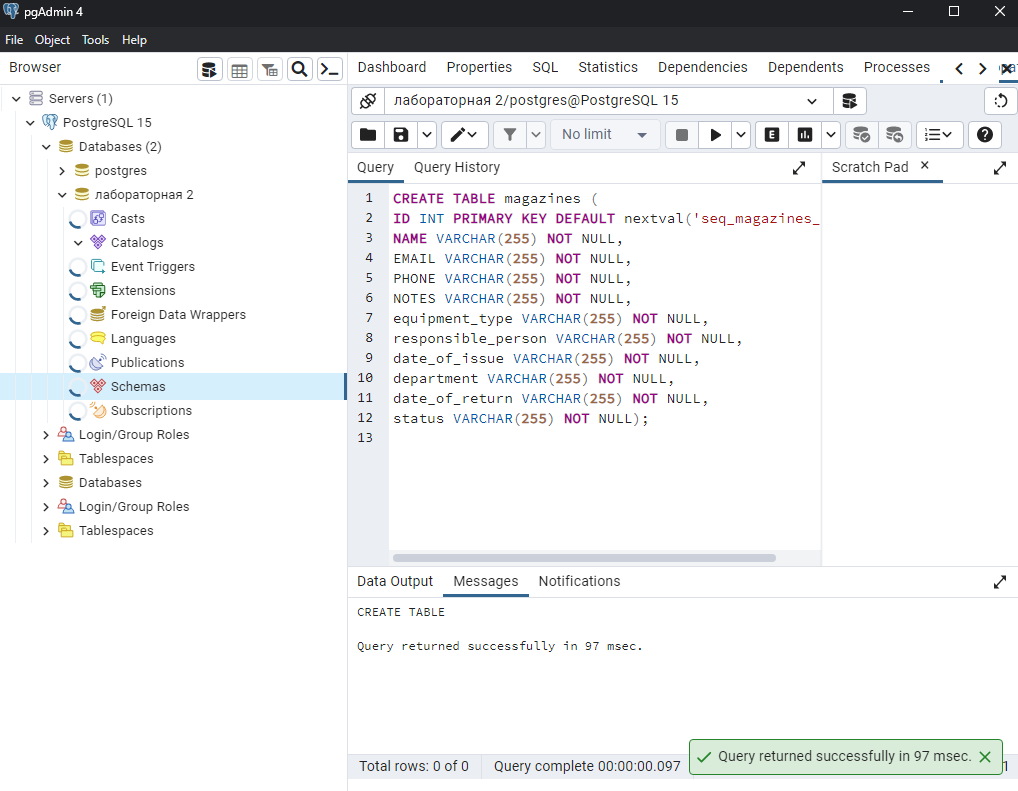 pgAdmin 4
File Object Tools Help
Browser
Dashboard Properties SQL Statistics Dependencies Dependents Processes
Servers (1)
PostgreSQL 15
Databases (2)
postgres
лабораторная 2
Casts
Catalogs
Event Triggers
Extensions
Foreign Data Wrappers
Languages
Publications
Schemas
Subscriptions
Login/Group Roles
Tablespaces
Databases
Login/Group Roles
Tablespaces
лабораторная 2/postgres@PostgreSQL 15
No limit
E
Query Query History
Scratch Pad
1 CREATE TABLE magazines (
2 ID INT PRIMARY KEY DEFAULT nextval('seq_magazines_
3 NAME VARCHAR(255) NOT NULL,
4 EMAIL VARCHAR(255) NOT NULL,
5 PHONE VARCHAR(255) NOT NULL,
6 NOTES VARCHAR(255) NOT NULL,
7 equipment_type VARCHAR(255) NOT NULL,
8 responsible_person VARCHAR(255) NOT NULL,
9 date_of_issue VARCHAR(255) NOT NULL,
10 department VARCHAR(255) NOT NULL,
11 date_of_return VARCHAR(255) NOT NULL,
12 status VARCHAR(255) NOT NULL);
13
Data Output Messages Notifications
CREATE TABLE
Query returned successfully in 97 msec.
Total rows: 0 of 0 Query complete 00:00:00.097
Query returned successfully in 97 msec.